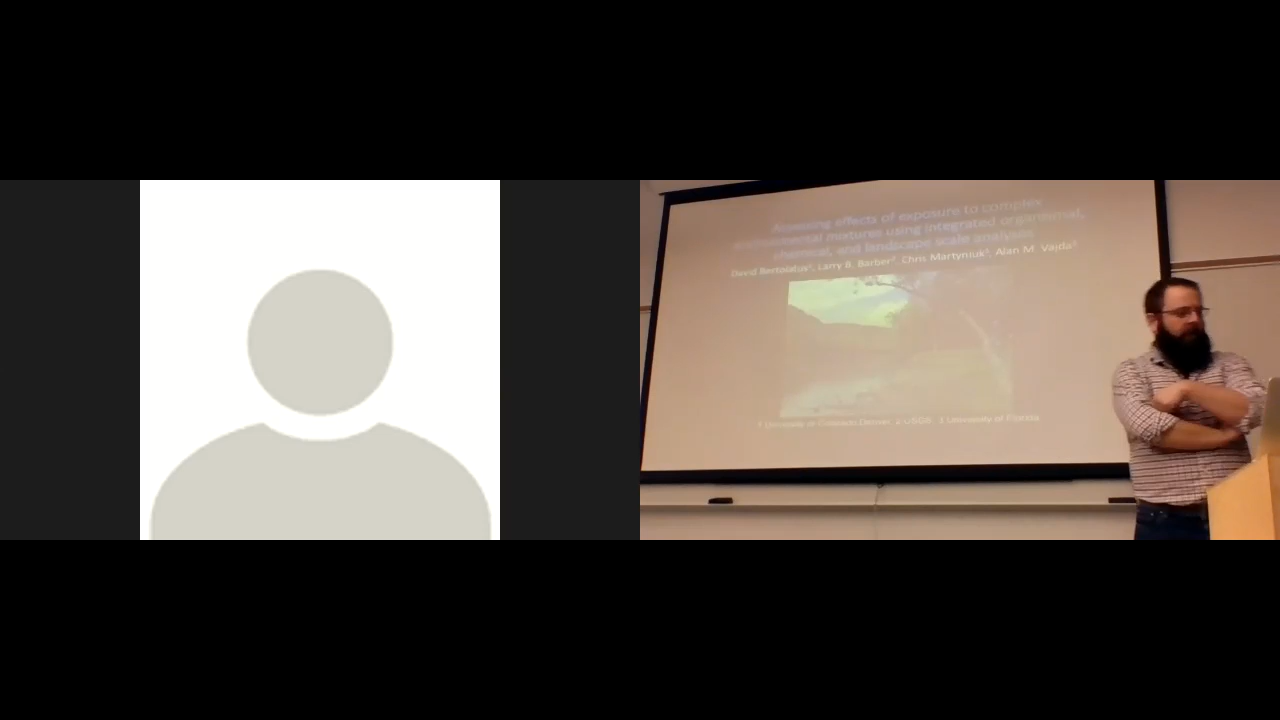 Assessing effects of exposure to complex
environmental mixtures using integrated organismal,
chemical, and landscape scale analyses
David Bertolatus¹, Larry B. Barber², Chris Martyniuk³, Alan M. Vajda¹
1 University of Colorado Denver, 2 USGS, 3 University of Florida